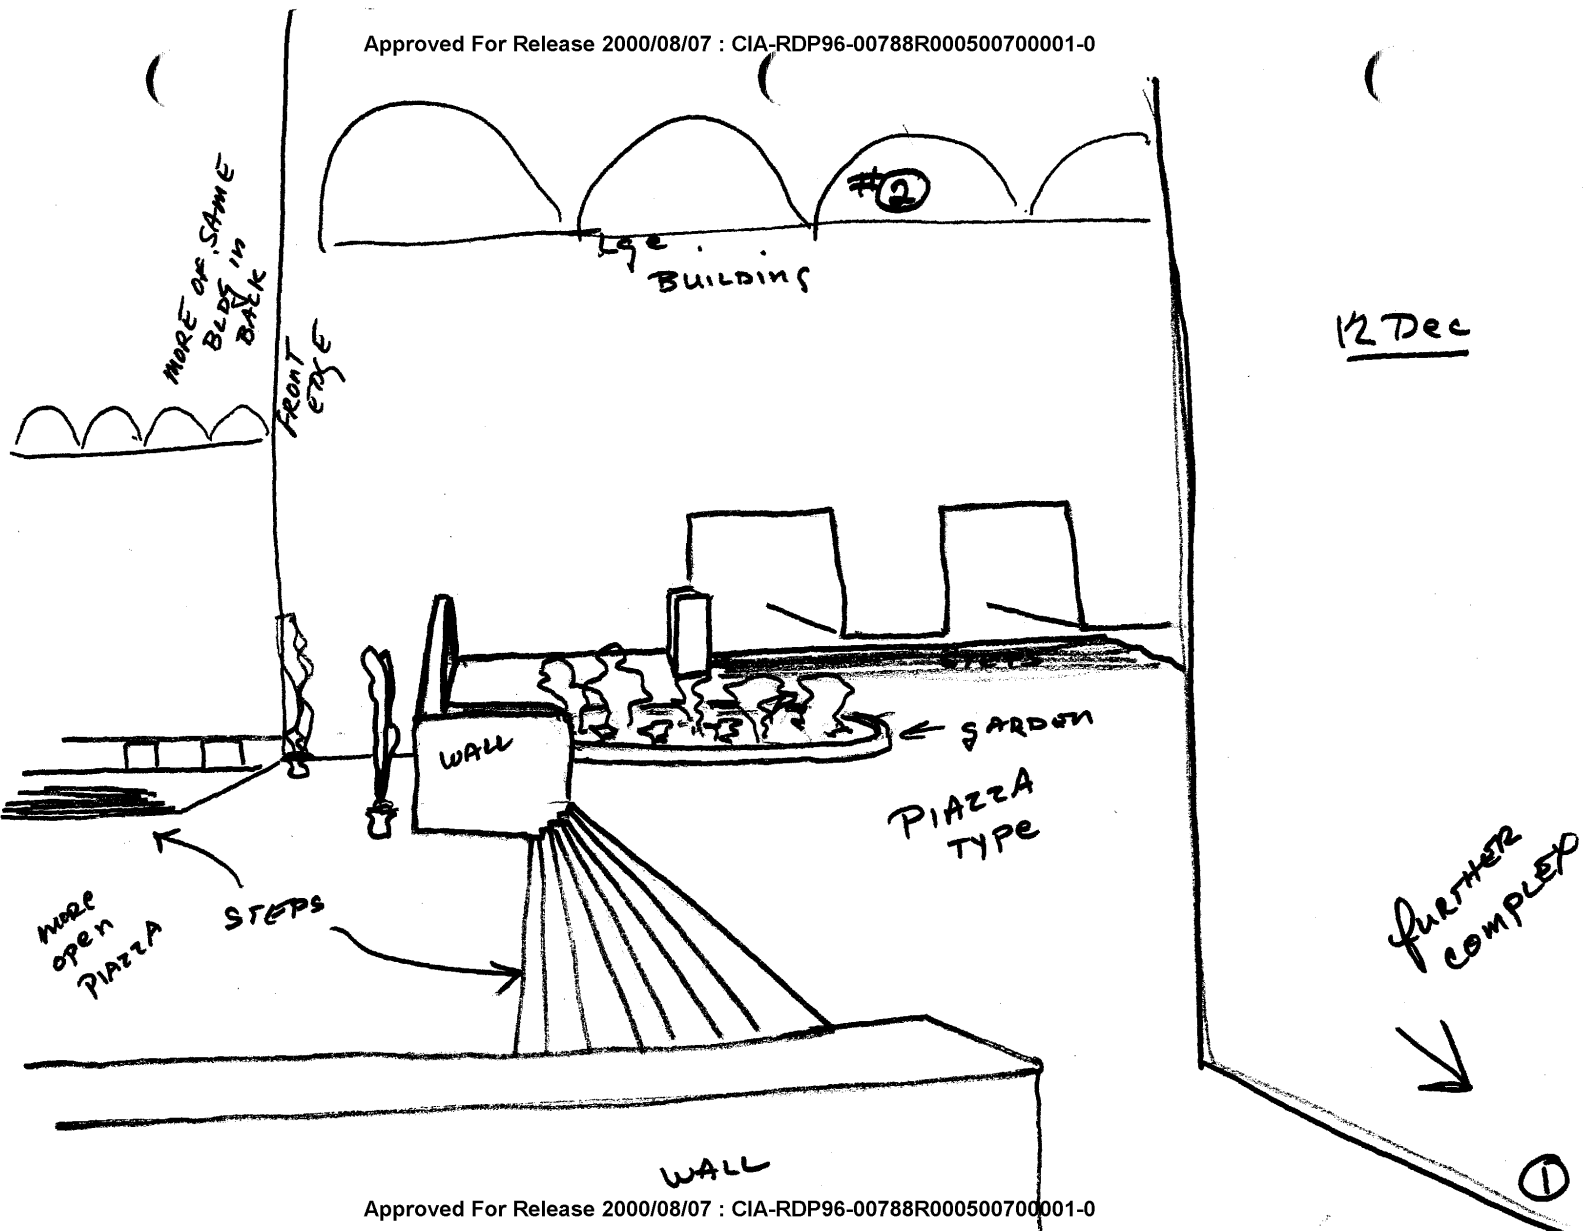 Approved For Release 2000/08/07 : CIA-RDP96-00788R000500700001-0
#2
Lge
BUILDING
MORE OF SAME
BLDG IN
BACK
FRONT
EDGE
12 Dec
STEPS
WALL
GARDEN
PIAZZA
TYPE
STEPS
MORE
OPEN
PIAZZA
FURTHER
COMPLEX
WALL
1
Approved For Release 2000/08/07 : CIA-RDP96-00788R000500700001-0